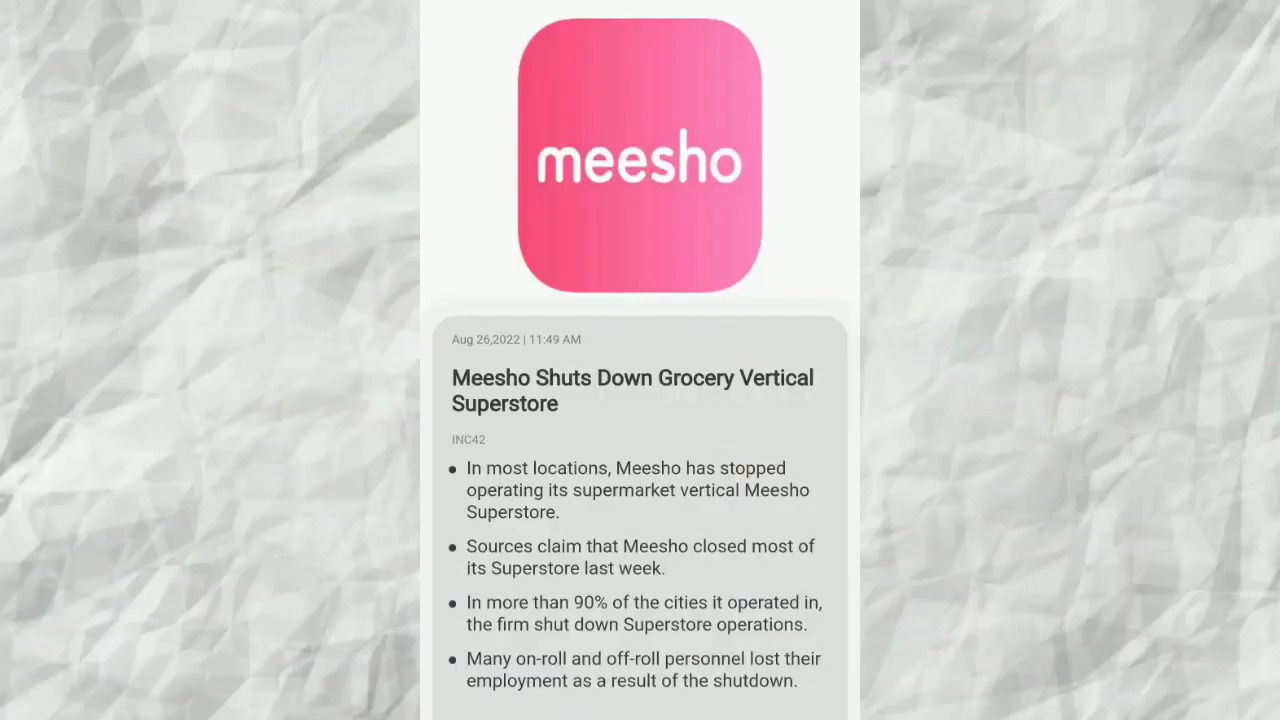 meesho
Aug 26,2022 | 11:49 AM
Meesho Shuts Down Grocery Vertical
Superstore
INC42
• In most locations, Meesho has stopped
operating its supermarket vertical Meesho
Superstore.
• Sources claim that Meesho closed most of
its Superstore last week.
• In more than 90% of the cities it operated in,
the firm shut down Superstore operations.
• Many on-roll and off-roll personnel lost their
employment as a result of the shutdown.